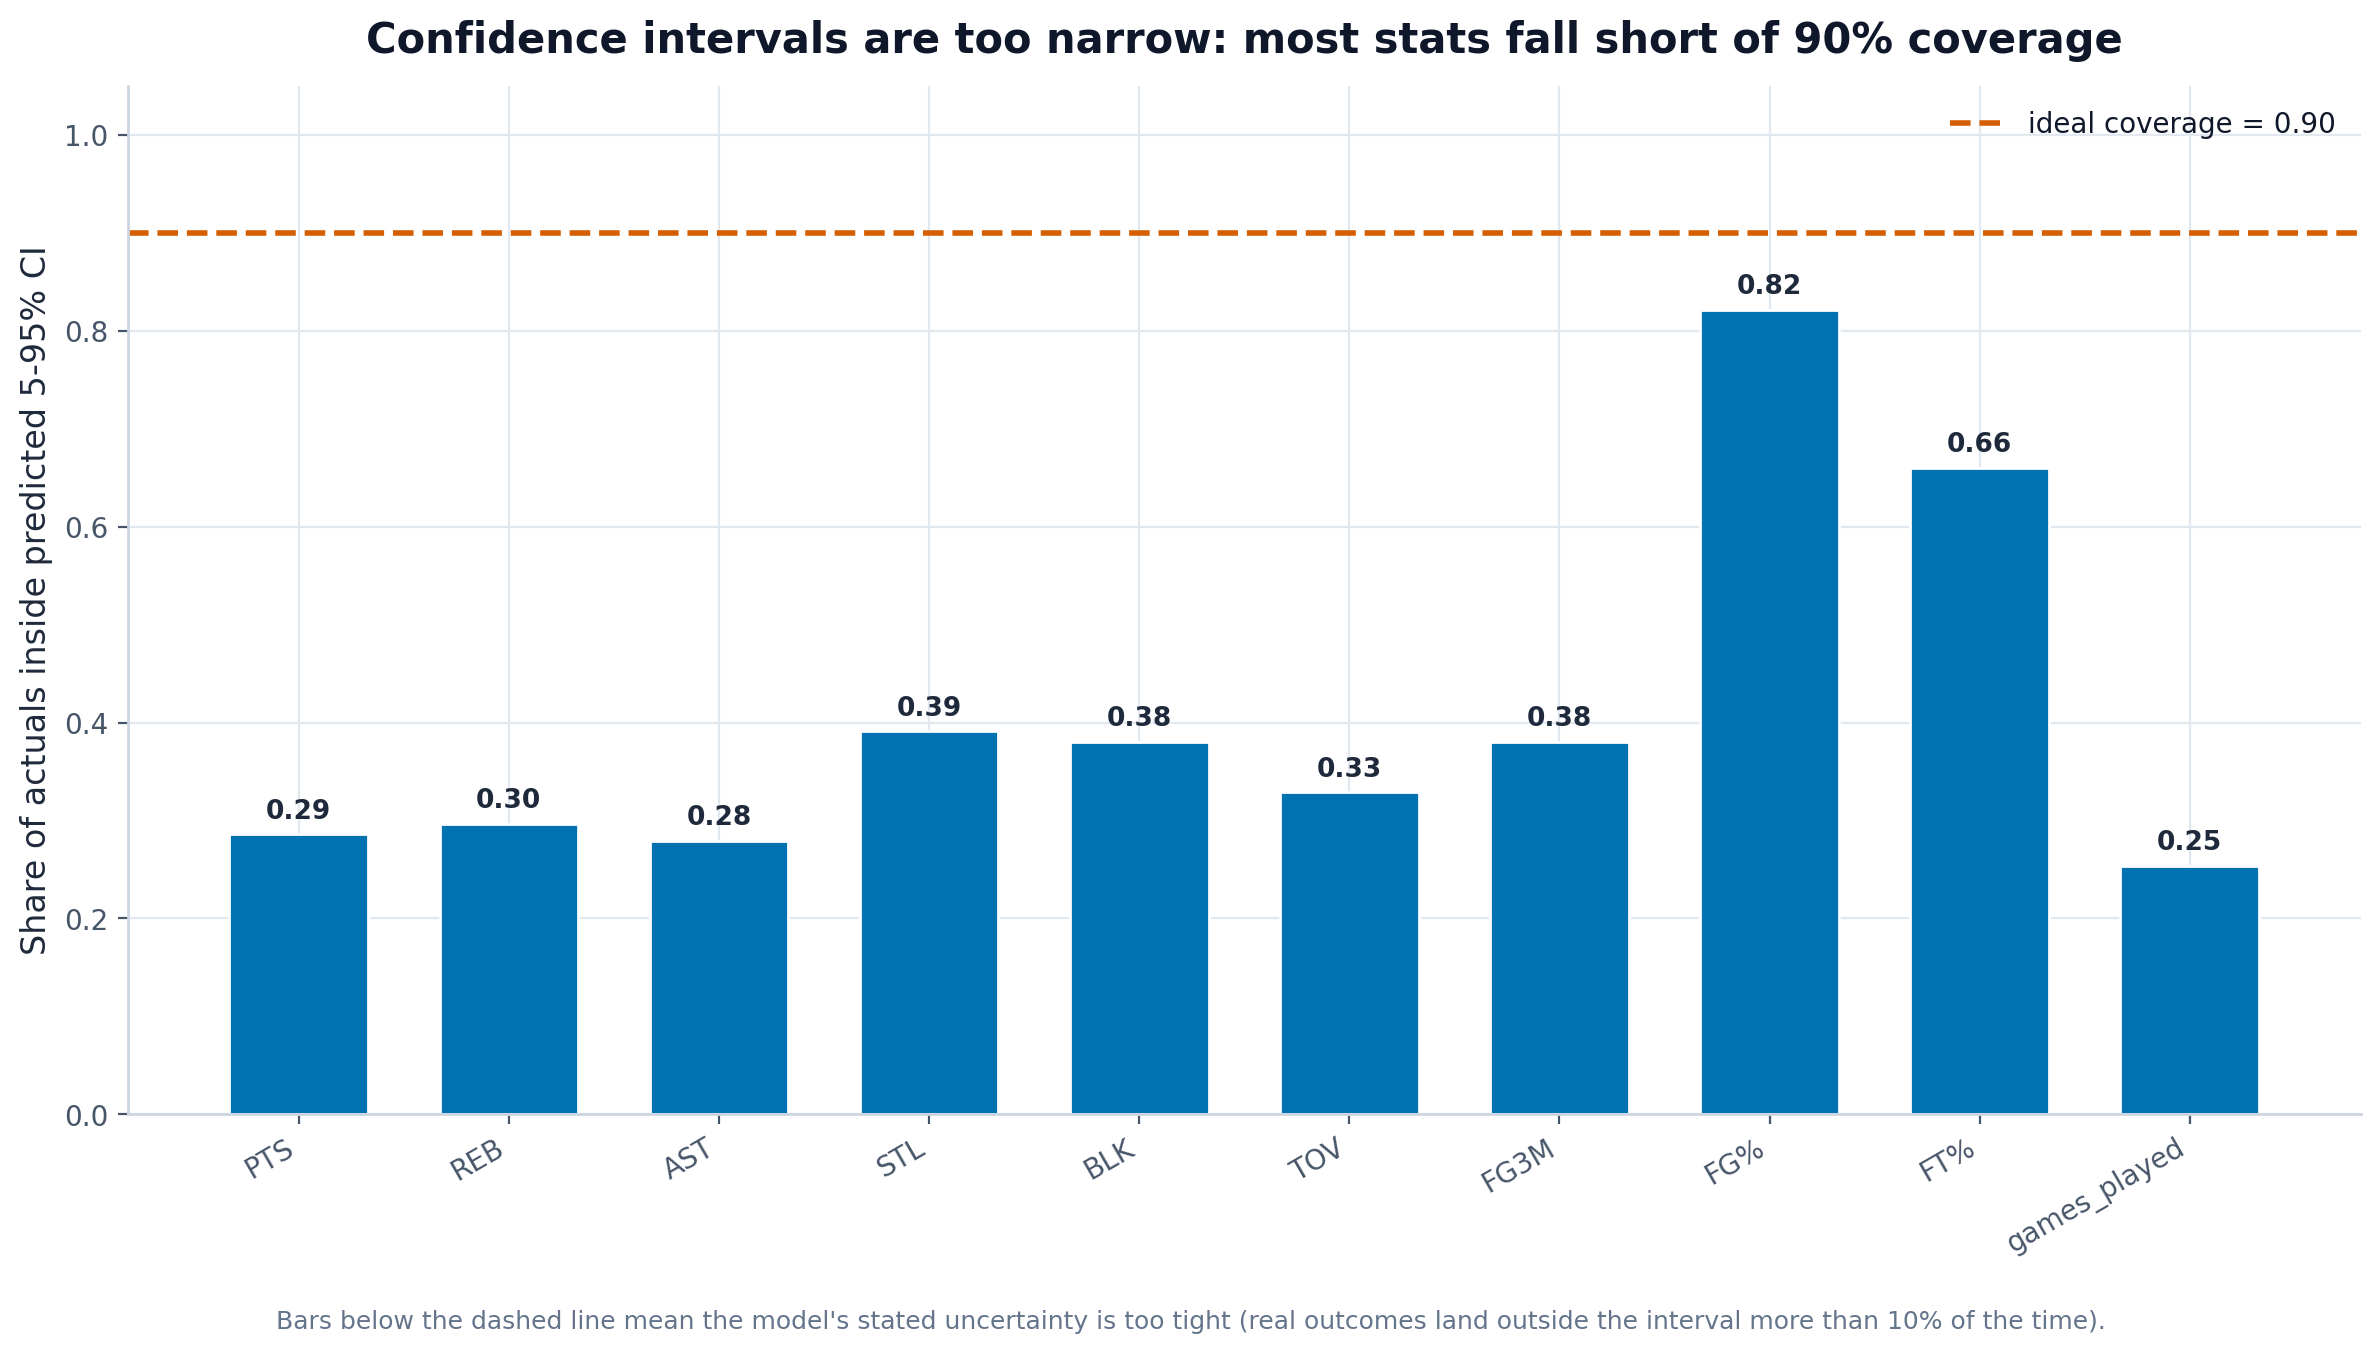 Confidence intervals are too narrow: most stats fall short of 90% coverage
ideal coverage = 0.90
Share of actuals inside predicted 5-95% CI
1.0
0.8
0.6
0.4
0.2
0.0
0.29
0.30
0.28
0.39
0.38
0.33
0.38
0.82
0.66
0.25
PTS
REB
AST
STL
BLK
TOV
FG3M
FG%
FT%
games_played
Bars below the dashed line mean the model's stated uncertainty is too tight (real outcomes land outside the interval more than 10% of the time).